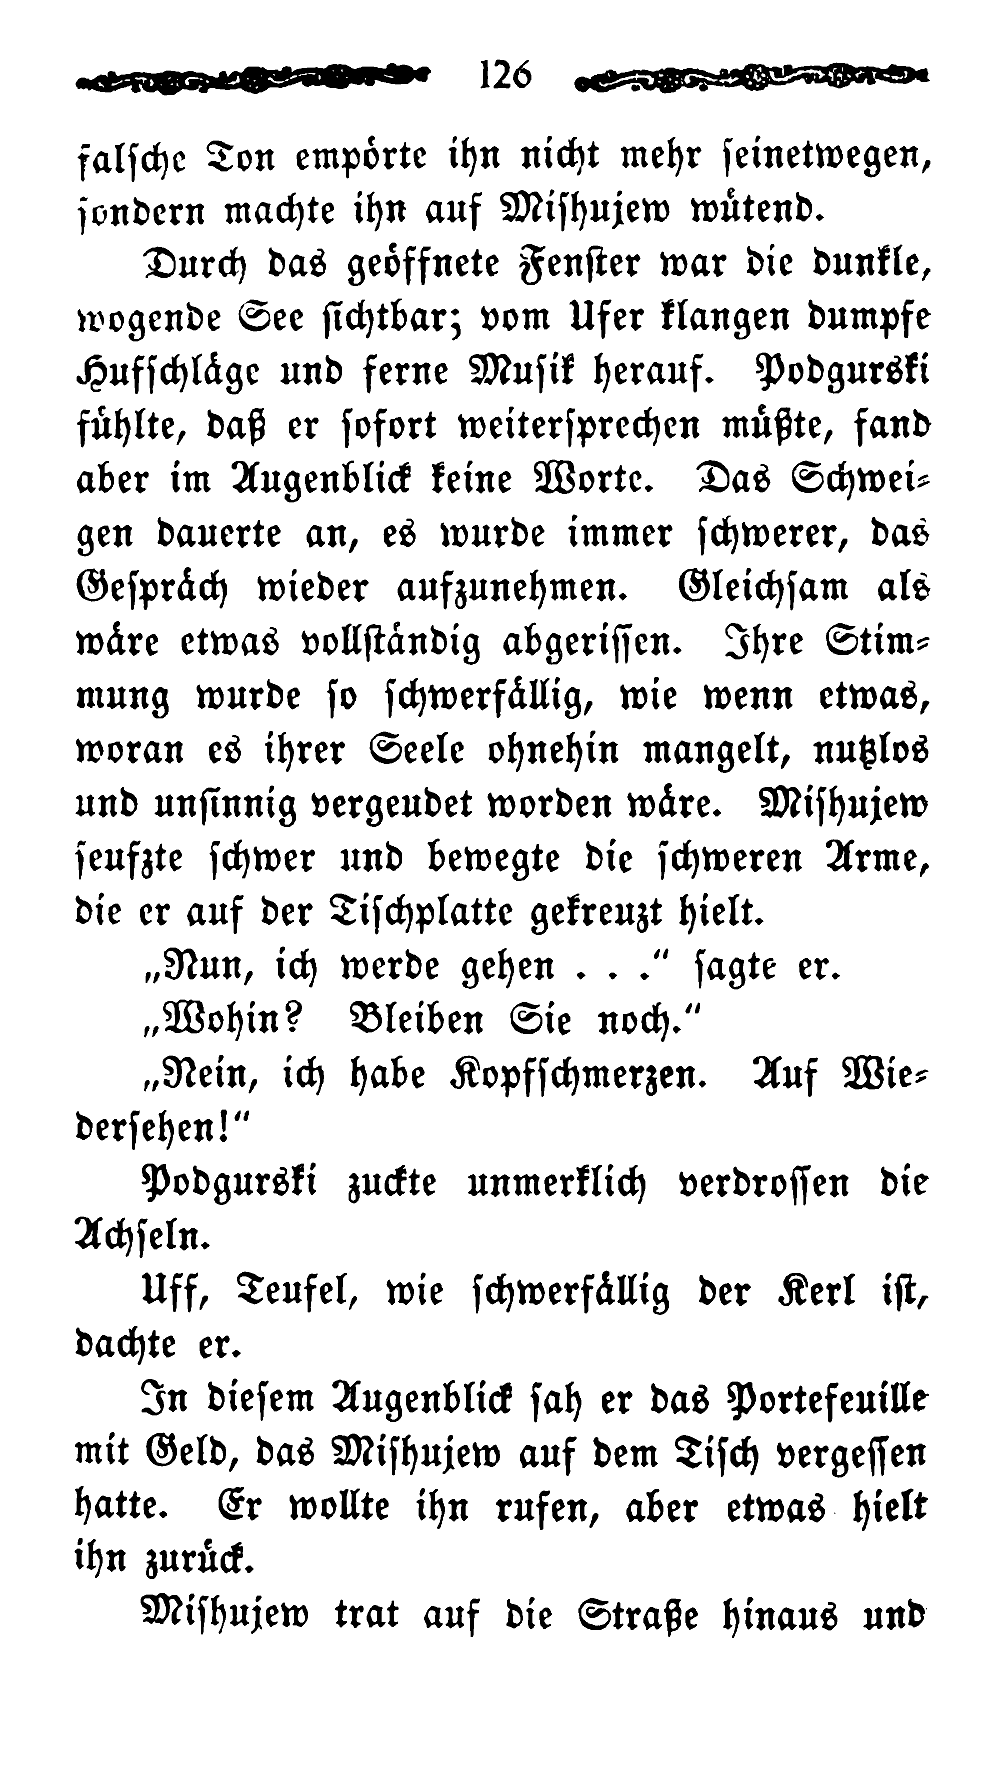 126
falſche Ton empörte ihn nicht mehr ſeinetwegen,
ſondern machte ihn auf Miſhujew wütend.
Durch das geöffnete Fenſter war die dunkle,
wogende See ſichtbar; vom Ufer klangen dumpfe
Hufſchläge und ferne Muſik herauf. Podgurski
fühlte, daß er ſofort weiterſprechen müßte, fand
aber im Augenblick keine Worte. Das Schwei⸗
gen dauerte an, es wurde immer ſchwerer, das
Geſpräch wieder aufzunehmen. Gleichſam als
wäre etwas vollſtändig abgeriſſen. Ihre Stim⸗
mung wurde ſo ſchwerfällig, wie wenn etwas,
woran es ihrer Seele ohnehin mangelt, nutzlos
und unſinnig vergeudet worden wäre. Miſhujew
ſeufzte ſchwer und bewegte die ſchweren Arme,
die er auf der Tiſchplatte gekreuzt hielt.
„Nun, ich werde gehen . . .“ ſagte er.
„Wohin? Bleiben Sie noch.“
„Nein, ich habe Kopfſchmerzen. Auf Wie⸗
derſehen!“
Podgurski zuckte unmerklich verdroſſen die
Achſeln.
Uff, Teufel, wie ſchwerfällig der Kerl iſt,
dachte er.
In dieſem Augenblick ſah er das Portefeuille
mit Geld, das Miſhujew auf dem Tiſch vergeſſen
hatte. Er wollte ihn rufen, aber etwas hielt
ihn zurück.
Miſhujew trat auf die Straße hinaus und